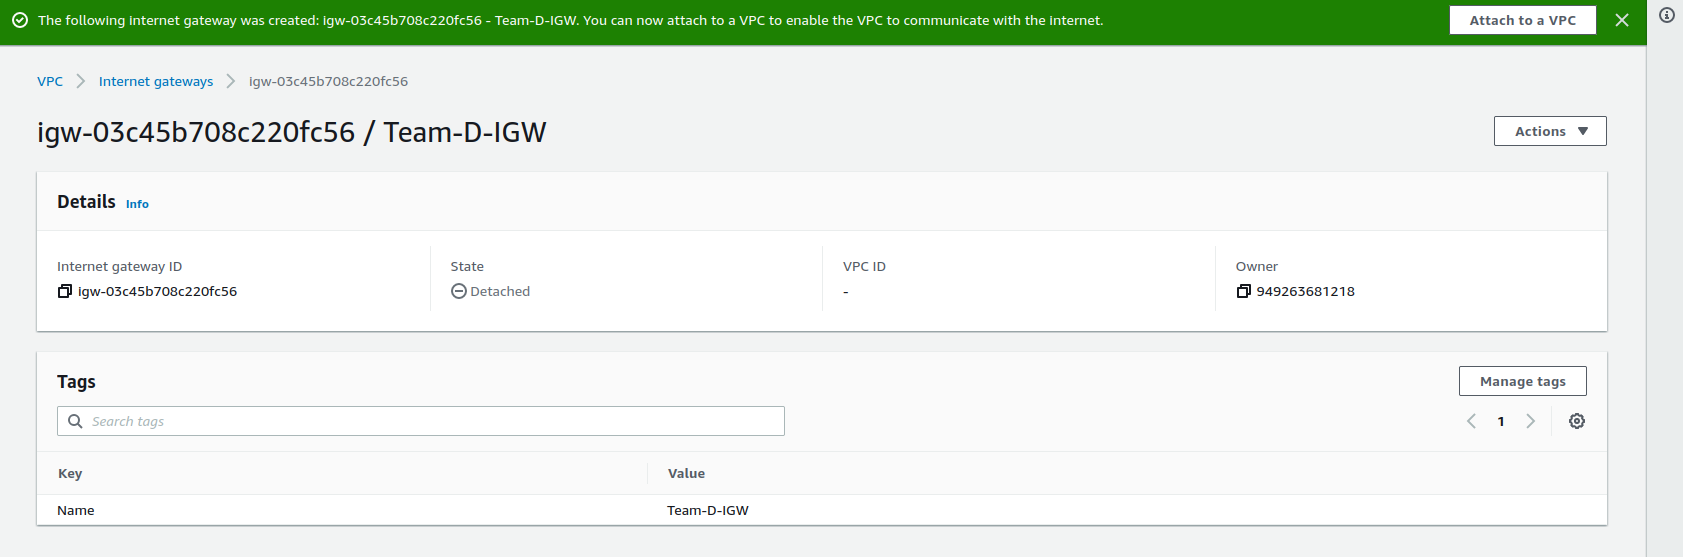 The following internet gateway was created: igw-03c45b708c220fc56 - Team-D-IGW. You can now attach to a VPC to enable the VPC to communicate with the internet.
Attach to a VPC
VPC
Internet gateways
igw-03c45b708c220fc56
igw-03c45b708c220fc56 / Team-D-IGW
Actions
Details Info
Internet gateway ID
igw-03c45b708c220fc56
State
Detached
VPC ID
-
Owner
949263681218
Tags
Manage tags
Search tags
1
Key Value
Name Team-D-IGW